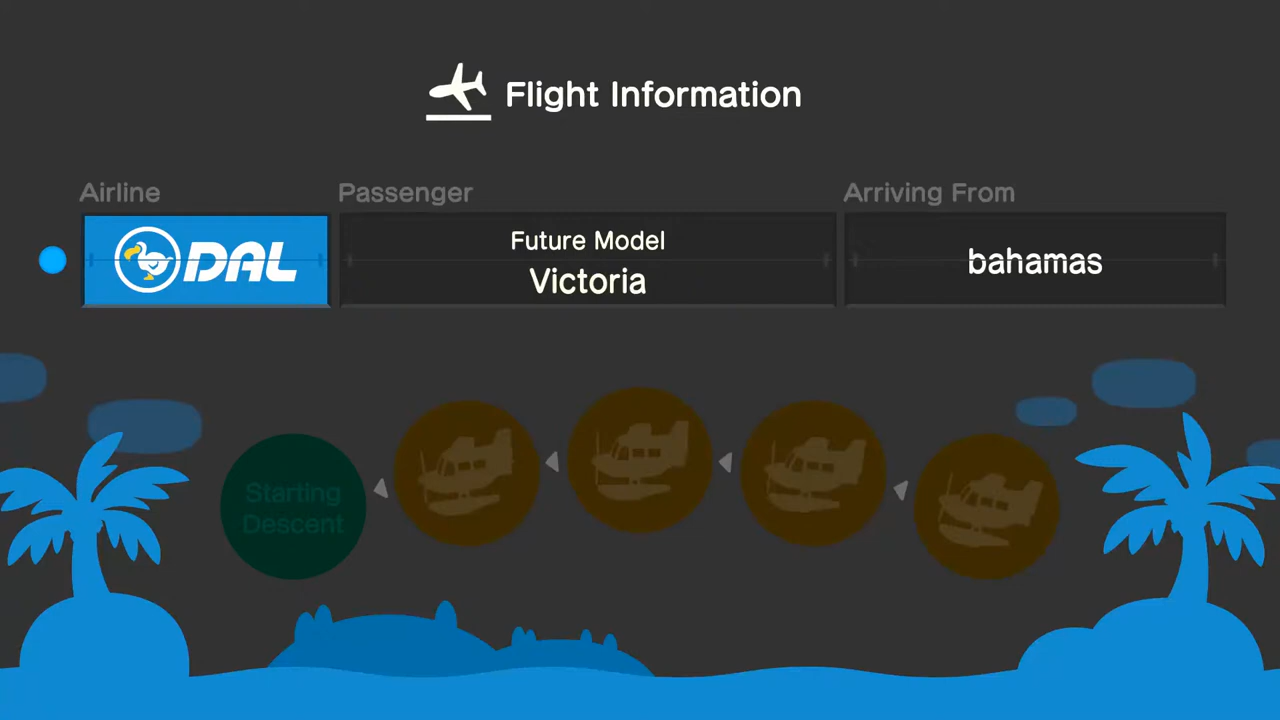 Flight Information
Airline
Passenger
Arriving From
DAL
Future Model
Victoria
bahamas
Starting
Descent